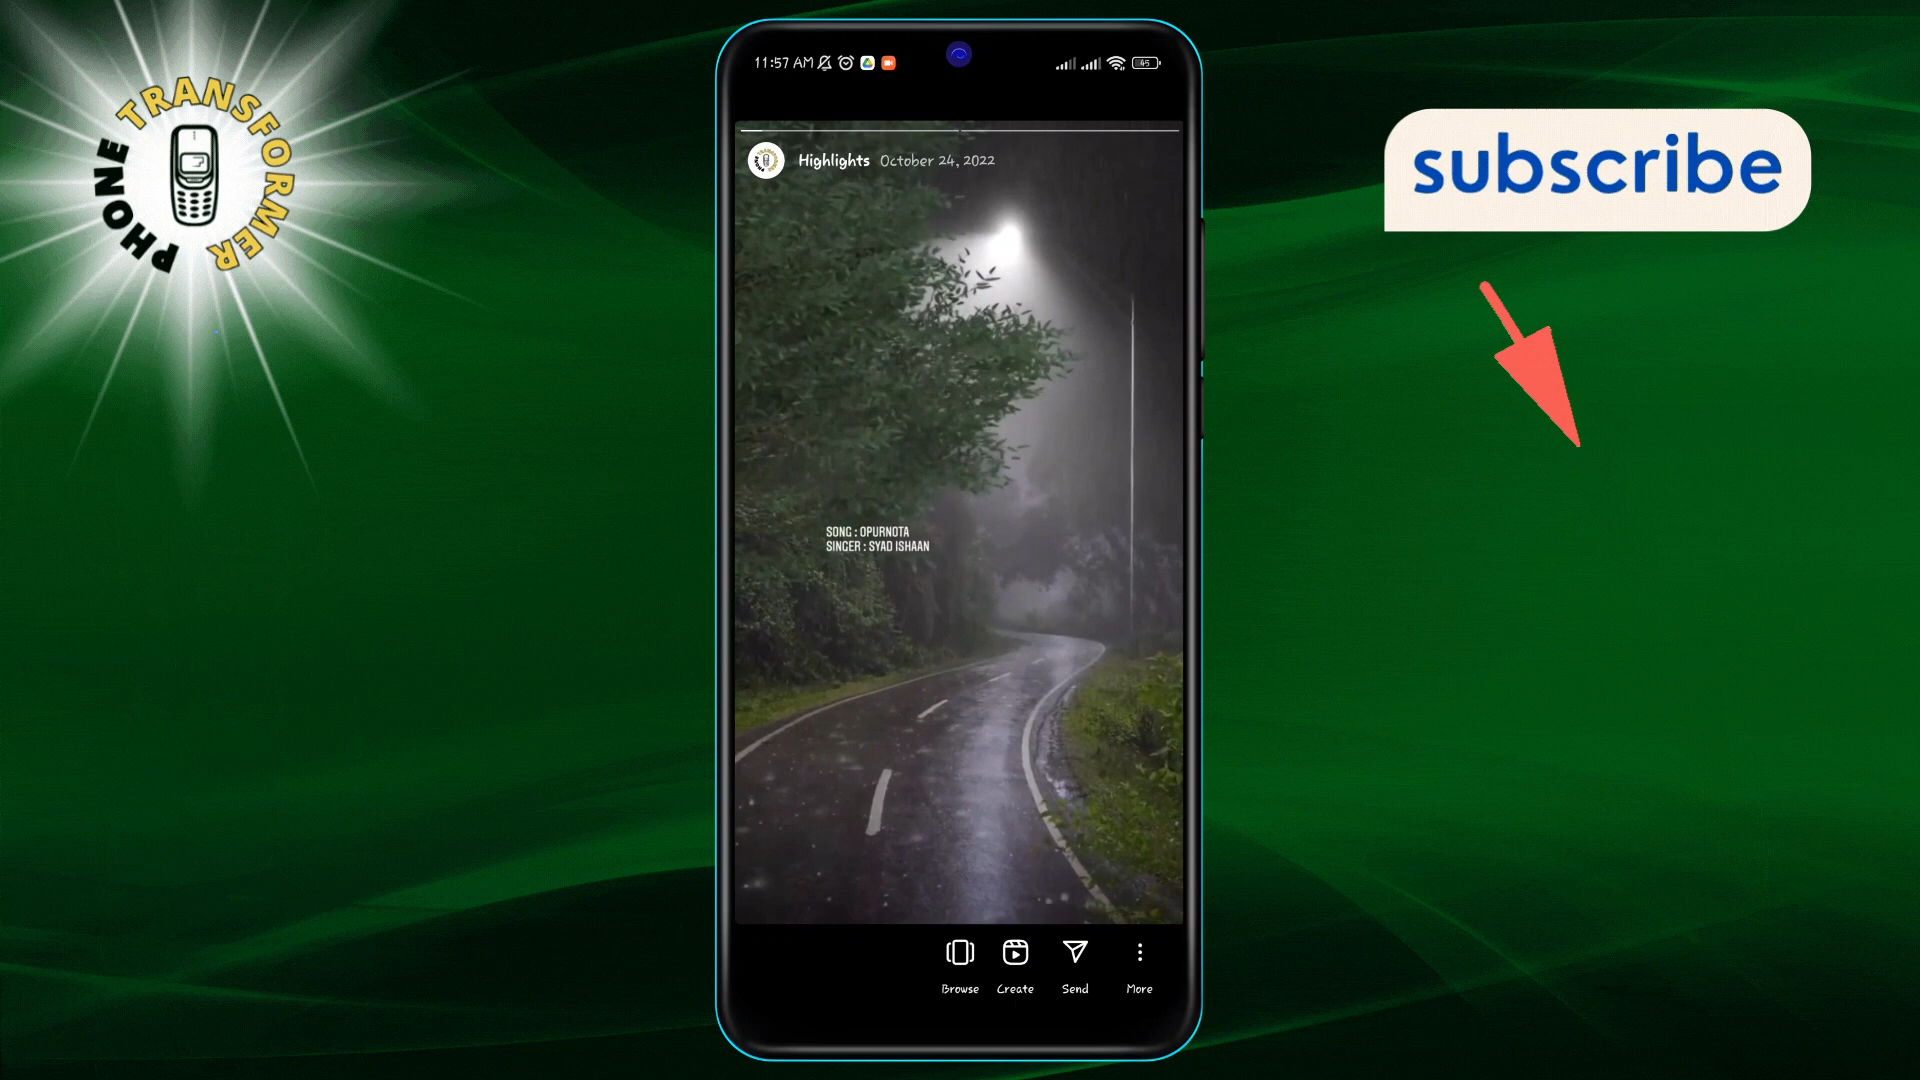 PHONE TRANSFORMER
11:57 AM
45
Highlights October 24, 2022
SONG : OPURNOTA
SINGER : SYAD ISHAAN
Browse Create Send More
subscribe